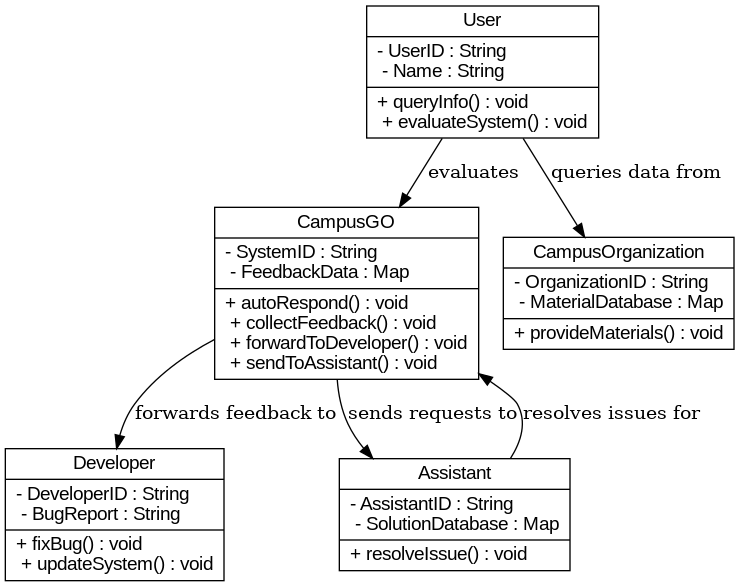 User
- UserID : String
- Name : String
+ queryInfo() : void
+ evaluateSystem() : void
evaluates
queries data from
CampusGO
- SystemID : String
- FeedbackData : Map
+ autoRespond() : void
+ collectFeedback() : void
+ forwardToDeveloper() : void
+ sendToAssistant() : void
CampusOrganization
- OrganizationID : String
- MaterialDatabase : Map
+ provideMaterials() : void
forwards feedback to
sends requests to
resolves issues for
Developer
- DeveloperID : String
- BugReport : String
+ fixBug() : void
+ updateSystem() : void
Assistant
- AssistantID : String
- SolutionDatabase : Map
+ resolveIssue() : void